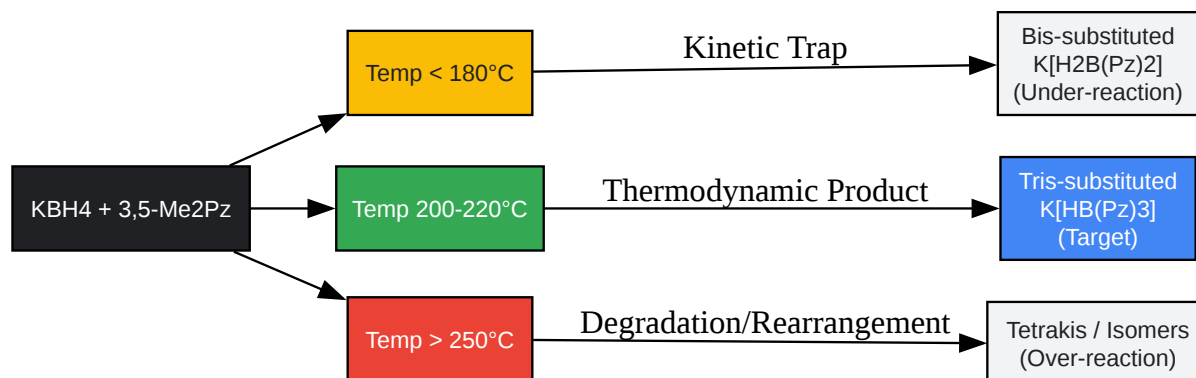 KBH4 + 3,5-Me2Pz
Temp < 180°C
Kinetic Trap
Bis-substituted
K[H2B(Pz)2]
(Under-reaction)
Temp 200-220°C
Thermodynamic Product
Tris-substituted
K[HB(Pz)3]
(Target)
Temp > 250°C
Degradation/Rearrangement
Tetrakis / Isomers
(Over-reaction)